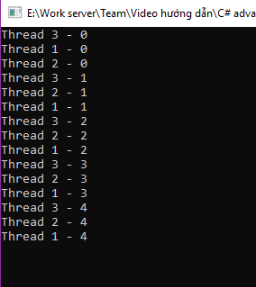 E:\Work server\Team\Video hướng dẫn\C# adva
Thread 3 - 0
Thread 1 - 0
Thread 2 - 0
Thread 3 - 1
Thread 2 - 1
Thread 1 - 1
Thread 3 - 2
Thread 2 - 2
Thread 1 - 2
Thread 3 - 3
Thread 2 - 3
Thread 1 - 3
Thread 3 - 4
Thread 2 - 4
Thread 1 - 4